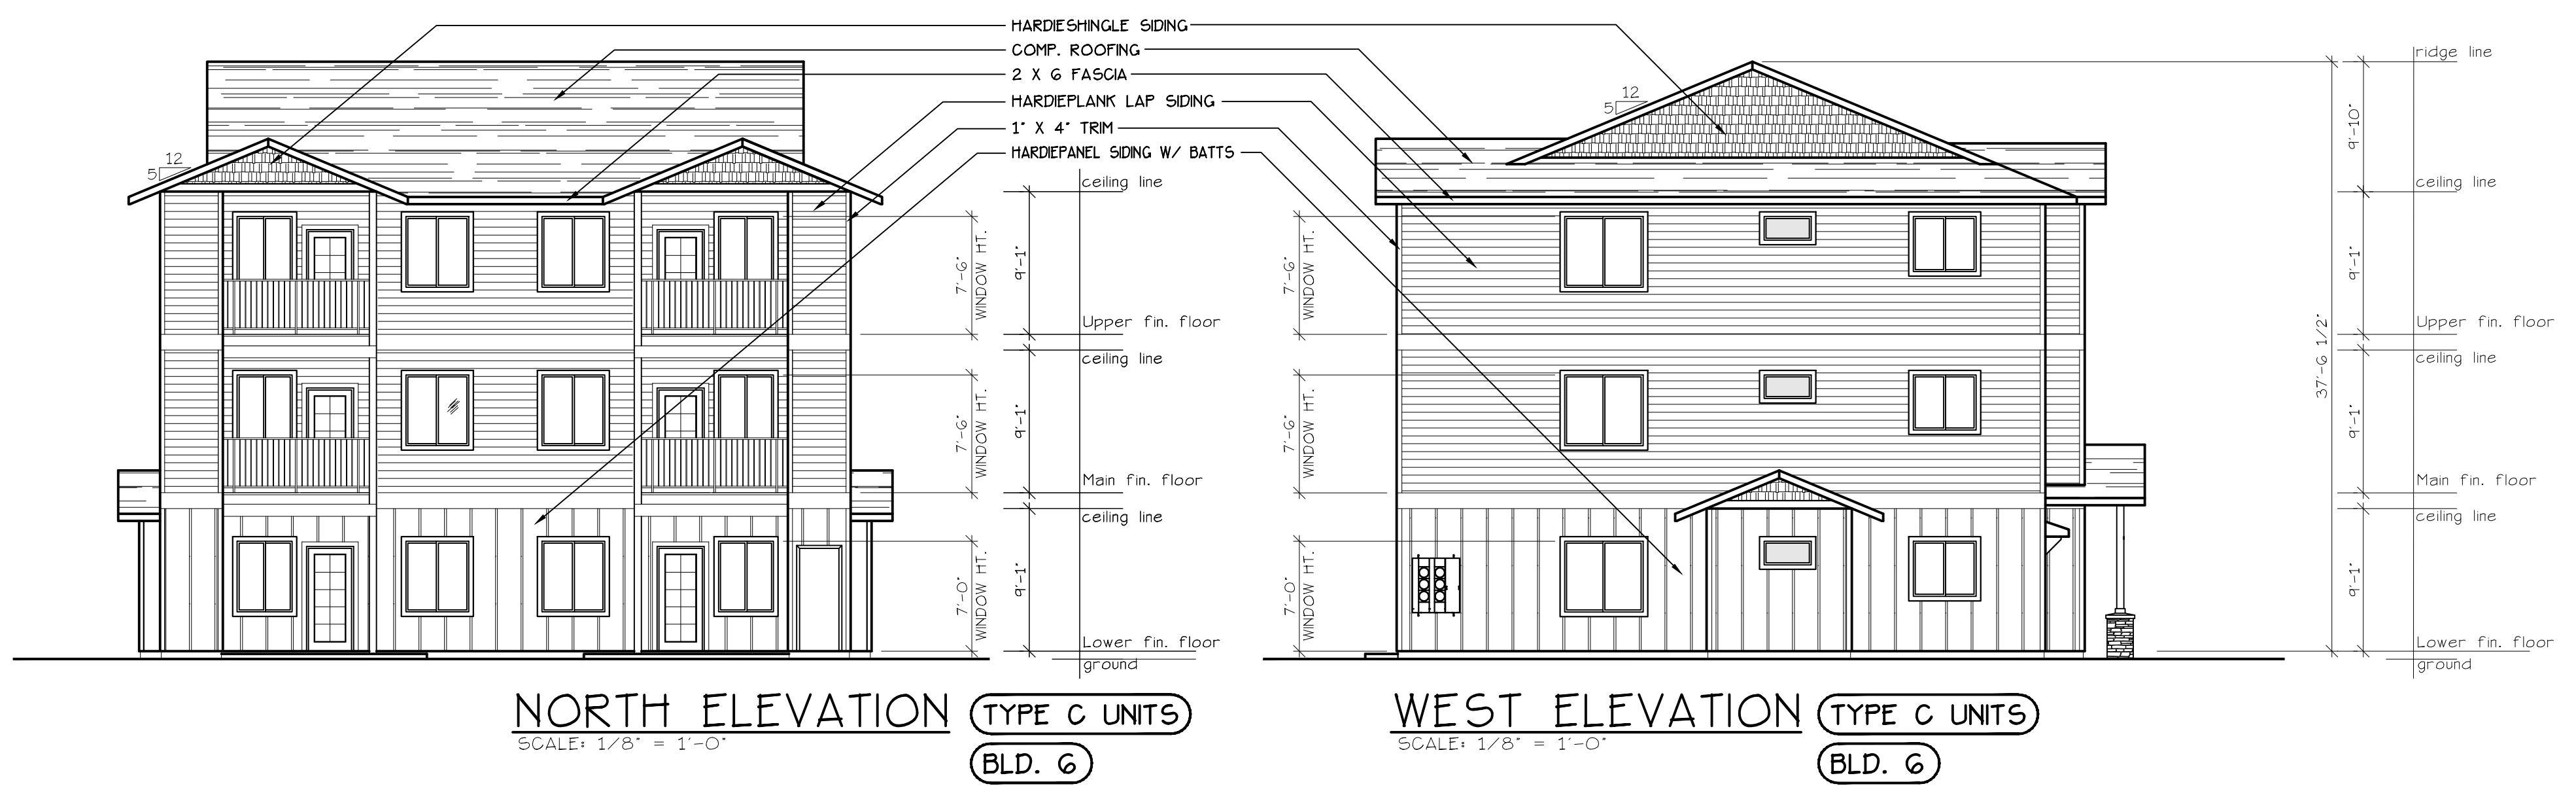 HARDIESHINGLE SIDING
COMP. ROOFING
2 X 6 FASCIA
HARDIEPLANK LAP SIDING
1" X 4" TRIM
HARDIEPANEL SIDING W/ BATTS
12
5
ceiling line
7'-6"
WINDOW HT.
9'-1"
Upper fin. floor
ceiling line
7'-6"
WINDOW HT.
9'-1"
Main fin. floor
ceiling line
7'-0"
WINDOW HT.
9'-1"
Lower fin. floor
ground
NORTH ELEVATION
SCALE: 1/8" = 1'-0"
TYPE C UNITS
BLD. 6
12
5
7'-6"
WINDOW HT.
7'-6"
WINDOW HT.
7'-0"
WINDOW HT.
37'-6 1/2"
ridge line
9'-10"
ceiling line
9'-1"
Upper fin. floor
ceiling line
9'-1"
Main fin. floor
ceiling line
9'-1"
Lower fin. floor
ground
WEST ELEVATION
SCALE: 1/8" = 1'-0"
TYPE C UNITS
BLD. 6